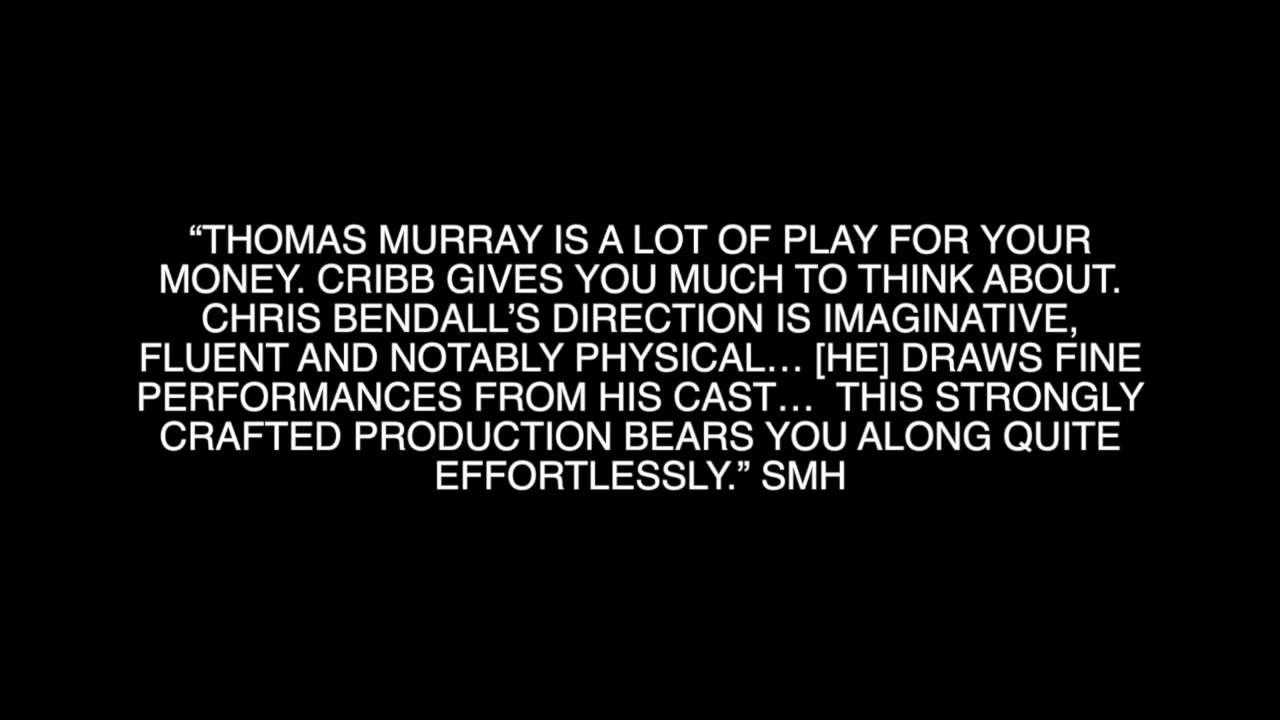 “THOMAS MURRAY IS A LOT OF PLAY FOR YOUR
MONEY. CRIBB GIVES YOU MUCH TO THINK ABOUT.
CHRIS BENDALL’S DIRECTION IS IMAGINATIVE,
FLUENT AND NOTABLY PHYSICAL… [HE] DRAWS FINE
PERFORMANCES FROM HIS CAST…  THIS STRONGLY
CRAFTED PRODUCTION BEARS YOU ALONG QUITE
EFFORTLESSLY.” SMH